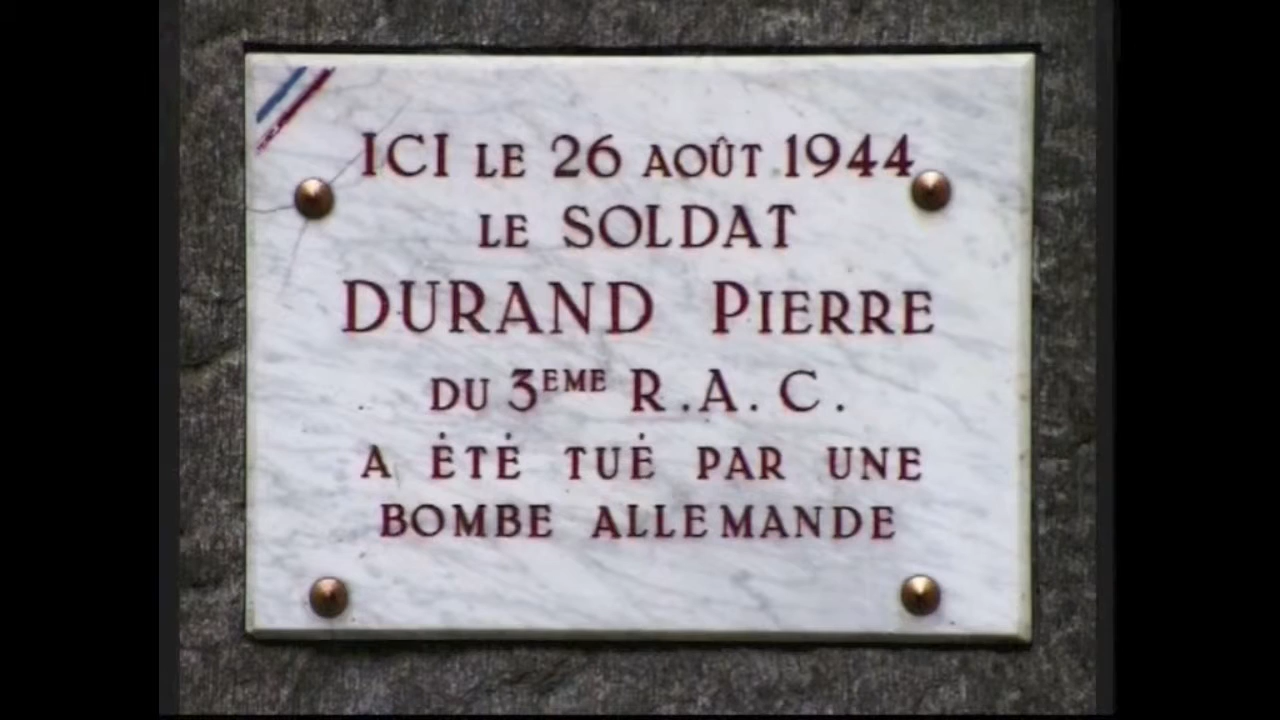 ICI LE 26 AOÛT 1944
LE SOLDAT
DURAND PIERRE
DU 3EME R.A.C.
A ÉTÉ TUÉ PAR UNE
BOMBE ALLEMANDE